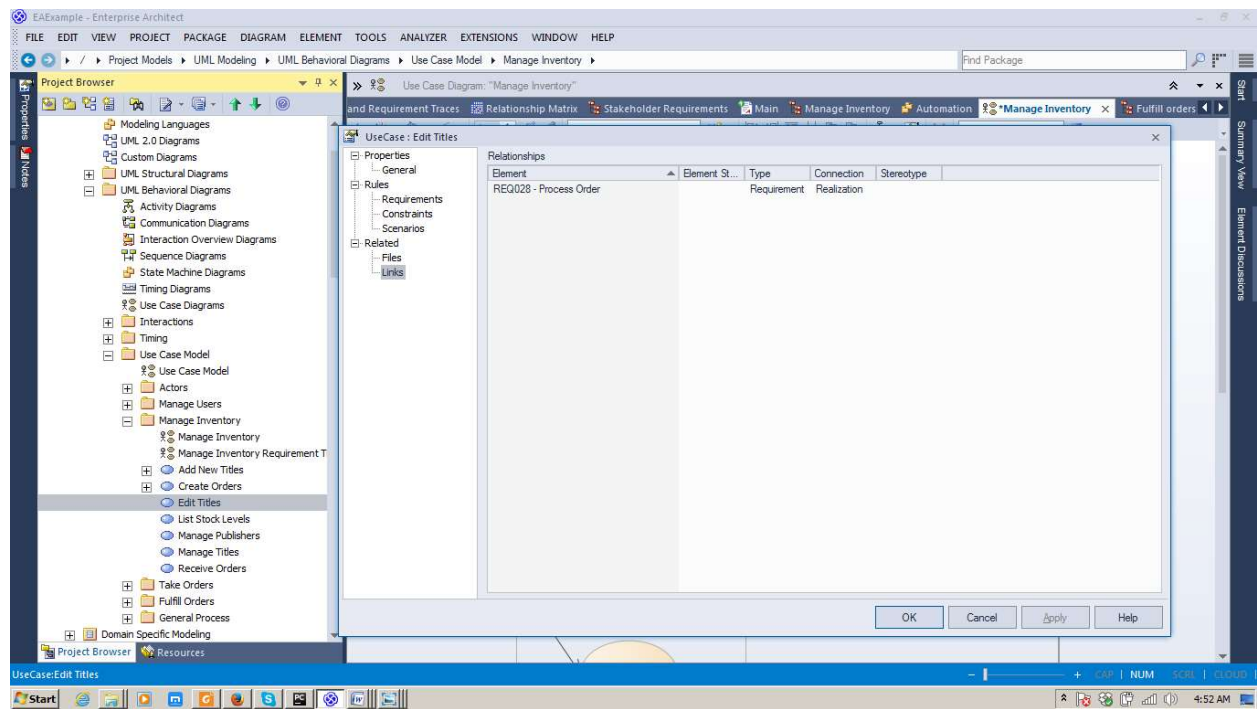 EAExample - Enterprise Architect
FILE EDIT VIEW PROJECT PACKAGE DIAGRAM ELEMENT TOOLS ANALYZER EXTENSIONS WINDOW HELP
/ Project Models UML Modeling UML Behavioral Diagrams Use Case Model Manage Inventory
Find Package
Properties
Notes
Project Browser
Modeling Languages
UML 2.0 Diagrams
Custom Diagrams
UML Structural Diagrams
UML Behavioral Diagrams
Activity Diagrams
Communication Diagrams
Interaction Overview Diagrams
Sequence Diagrams
State Machine Diagrams
Timing Diagrams
Use Case Diagrams
Interactions
Timing
Use Case Model
Use Case Model
Actors
Manage Users
Manage Inventory
Manage Inventory
Manage Inventory Requirement T
Add New Titles
Create Orders
Edit Titles
List Stock Levels
Manage Publishers
Manage Titles
Receive Orders
Take Orders
Fulfill Orders
General Process
Domain Specific Modeling
Project Browser Resources
Use Case Diagram: "Manage Inventory"
and Requirement Traces Relationship Matrix Stakeholder Requirements Main Manage Inventory Automation *Manage Inventory Fulfill orders
UseCase : Edit Titles
Properties
General
Rules
Requirements
Constraints
Scenarios
Related
Files
Links
Relationships
Element Element St... Type Connection Stereotype
REQ028 - Process Order Requirement Realization
OK Cancel Apply Help
Start
Summary View
Element Discussions
UseCase:Edit Titles
CAP NUM SCRL CLOUD
Start
4:52 AM